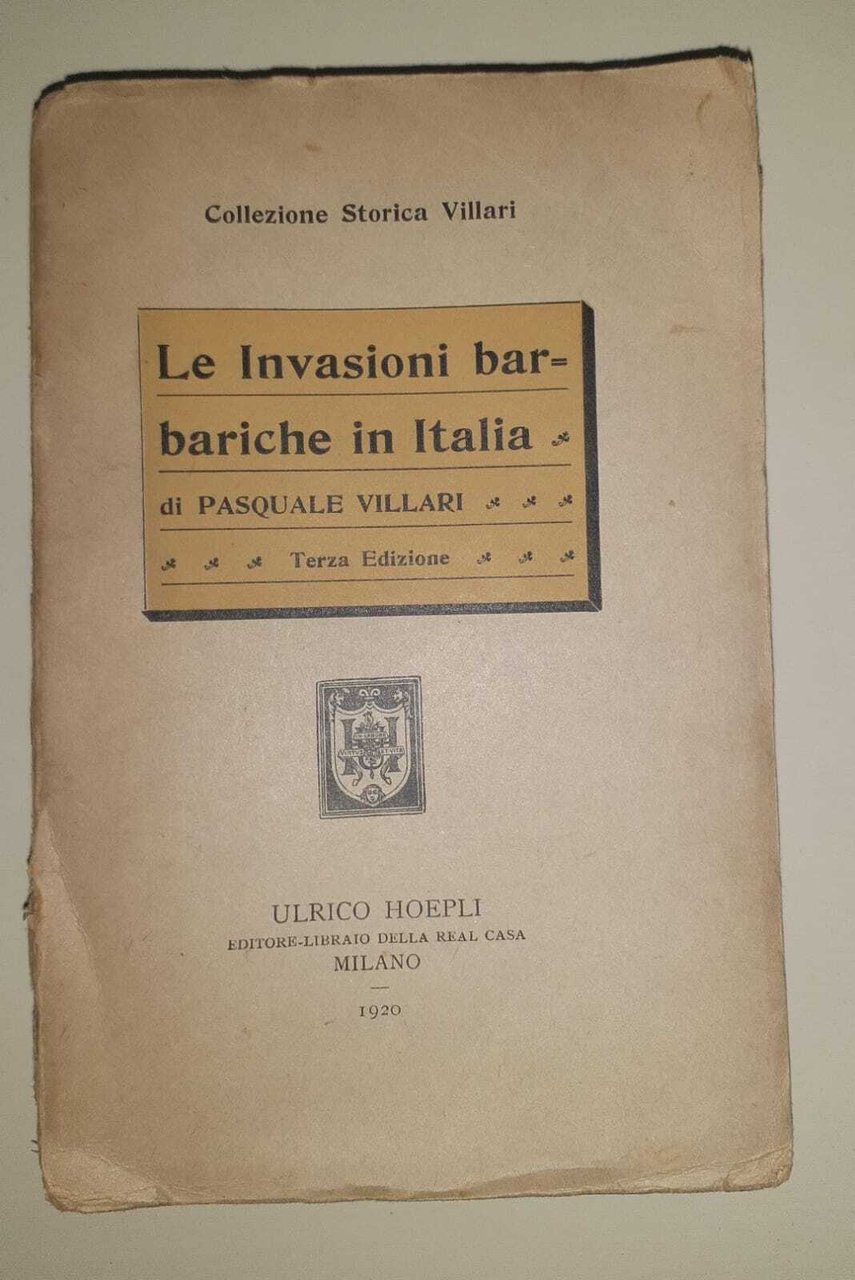 Collezione Storica Villari
Le Invasioni bar=
bariche in Italia
di PASQUALE VILLARI
Terza Edizione
ULRICO HOEPLI
EDITORE-LIBRAIO DELLA REAL CASA
MILANO
—
1920